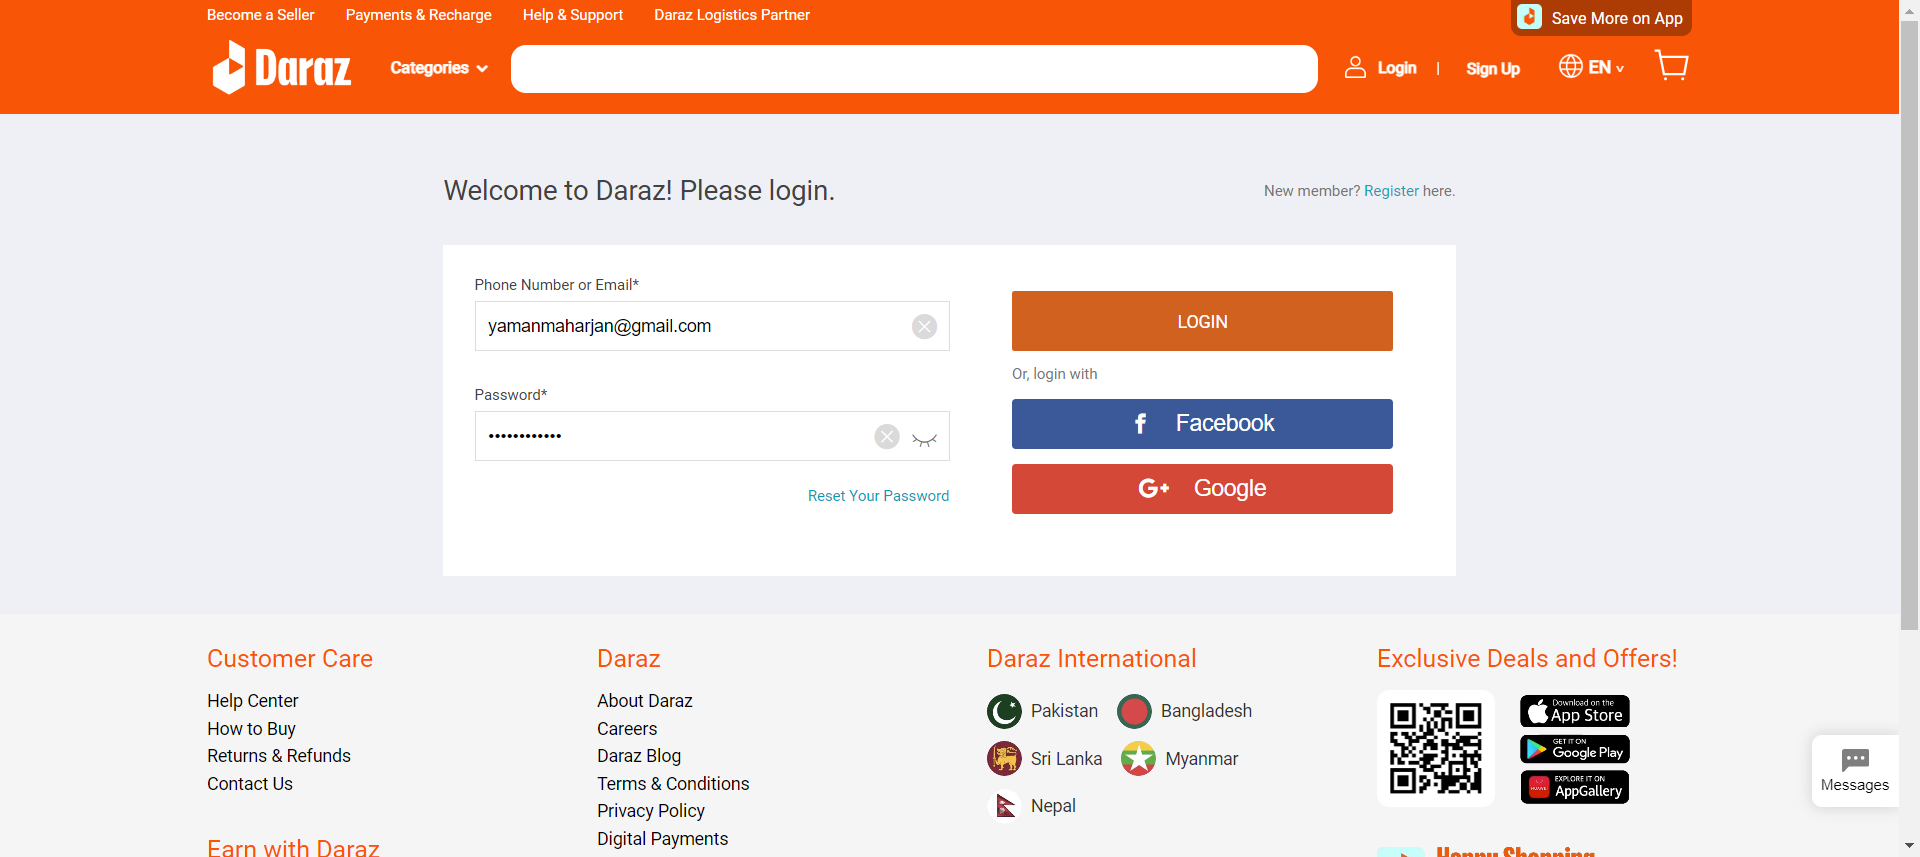 Become a Seller
Payments & Recharge
Help & Support
Daraz Logistics Partner
Save More on App
Daraz
Categories
Login
|
Sign Up
EN
Welcome to Daraz! Please login.
New member? Register here.
Phone Number or Email*
yamanmaharjan@gmail.com
Password*
••••••••••••
Reset Your Password
LOGIN
Or, login with
f Facebook
G+ Google
Customer Care
Help Center
How to Buy
Returns & Refunds
Contact Us
Earn with Daraz
Daraz
About Daraz
Careers
Daraz Blog
Terms & Conditions
Privacy Policy
Digital Payments
Daraz International
Pakistan
Bangladesh
Sri Lanka
Myanmar
Nepal
Exclusive Deals and Offers!
Download on the
App Store
GET IT ON
Google Play
EXPLORE IT ON
AppGallery
HUAWEI
Happy Shopping
Messages